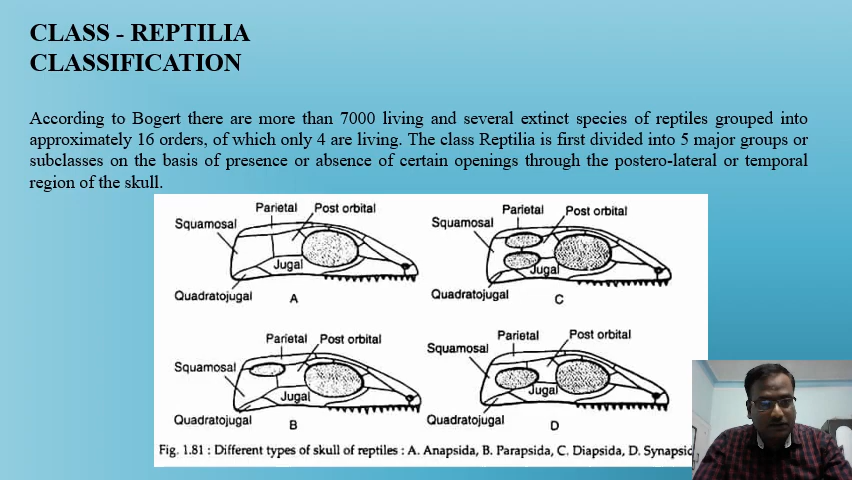 CLASS - REPTILIA
CLASSIFICATION
According to Bogert there are more than 7000 living and several extinct species of reptiles grouped into
approximately 16 orders, of which only 4 are living. The class Reptilia is first divided into 5 major groups or
subclasses on the basis of presence or absence of certain openings through the postero-lateral or temporal
region of the skull.
Parietal Post orbital
Squamosal
Jugal
Quadratojugal
A
Parietal Post orbital
Squamosal
Jugal
Quadratojugal
C
Parietal Post orbital
Squamosal
Jugal
Quadratojugal
B
Parietal Post orbital
Squamosal
Jugal
Quadratojugal
D
Fig. 1.81 : Different types of skull of reptiles : A. Anapsida, B. Parapsida, C. Diapsida, D. Synapsid